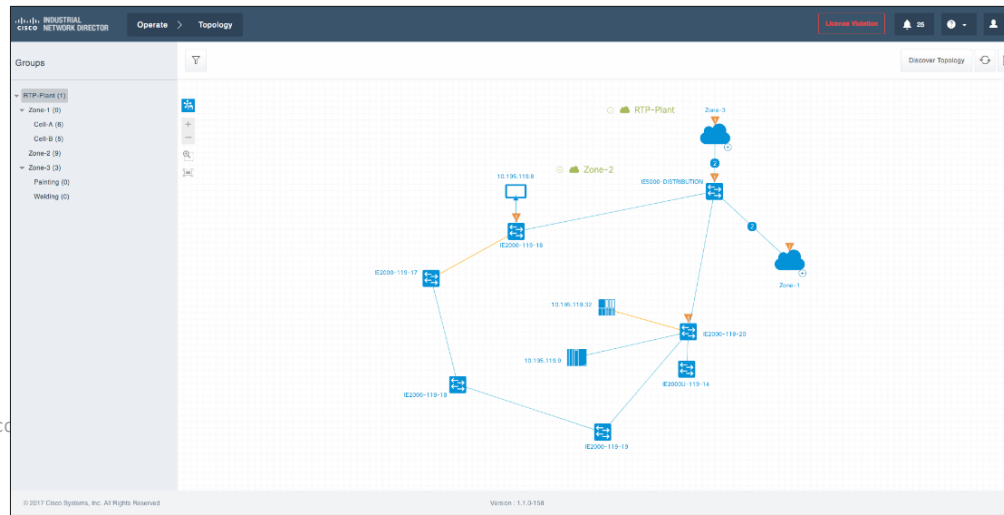 INDUSTRIAL
CISCO NETWORK DIRECTOR
Operate > Topology
License Violation
25
Groups
Discover Topology
RTP-Plant (1)
Zone-1 (0)
Cell-A (6)
Cell-B (5)
Zone-2 (9)
Zone-3 (3)
Painting (0)
Welding (0)
RTP-Plant
Zone-3
2
Zone-2
10.195.119.8
IE5000-DISTRIBUTION
2
IE2000-119-16
IE2000-119-17
Zone-1
10.195.119.32
IE2000-119-20
10.195.119.9
IE2000U-119-14
IE2000-119-18
IE2000-119-19
© 2017 Cisco Systems, Inc. All Rights Reserved
Version : 1.1.0-158